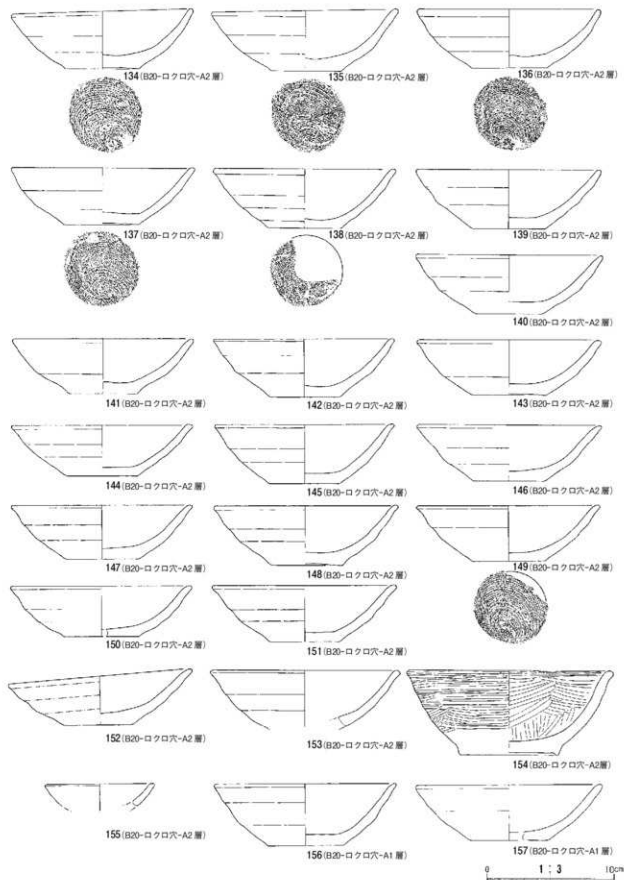 134(B20-ロクロ穴-A2層)
135(B20-ロクロ穴-A2層)
136(B20-ロクロ穴-A2層)
137(B20-ロクロ穴-A2層)
138(B20-ロクロ穴-A2層)
139(B20-ロクロ穴-A2層)
140(B20-ロクロ穴-A2層)
141(B20-ロクロ穴-A2層)
142(B20-ロクロ穴-A2層)
143(B20-ロクロ穴-A2層)
144(B20-ロクロ穴-A2層)
145(B20-ロクロ穴-A2層)
146(B20-ロクロ穴-A2層)
147(B20-ロクロ穴-A2層)
148(B20-ロクロ穴-A2層)
149(B20-ロクロ穴-A2層)
150(B20-ロクロ穴-A2層)
151(B20-ロクロ穴-A2層)
152(B20-ロクロ穴-A2層)
153(B20-ロクロ穴-A2層)
154(B20-ロクロ穴-A2層)
155(B20-ロクロ穴-A2層)
156(B20-ロクロ穴-A1層)
157(B20-ロクロ穴-A1層)
0 1:3 10cm